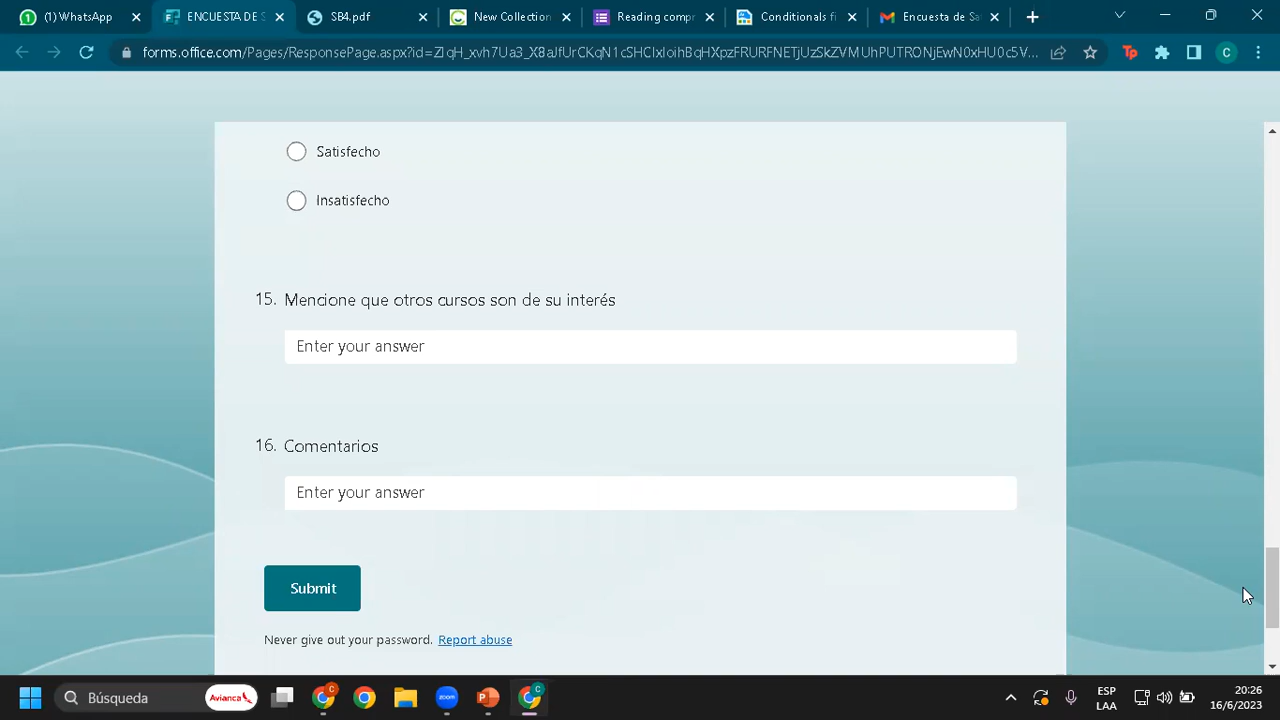 (1) WhatsApp
ENCUESTA DE S
SB4.pdf
New Collection
Reading compr
Conditionals fi
Encuesta de Sa
forms.office.com/Pages/ResponsePage.aspx?
C
Satisfecho
Insatisfecho
15. Mencione que otros cursos son de su interés
Enter your answer
16. Comentarios
Enter your answer
Submit
Never give out your password. Report abuse
Búsqueda
Avianca
zoom
ESP
LAA
20:26
16/6/2023